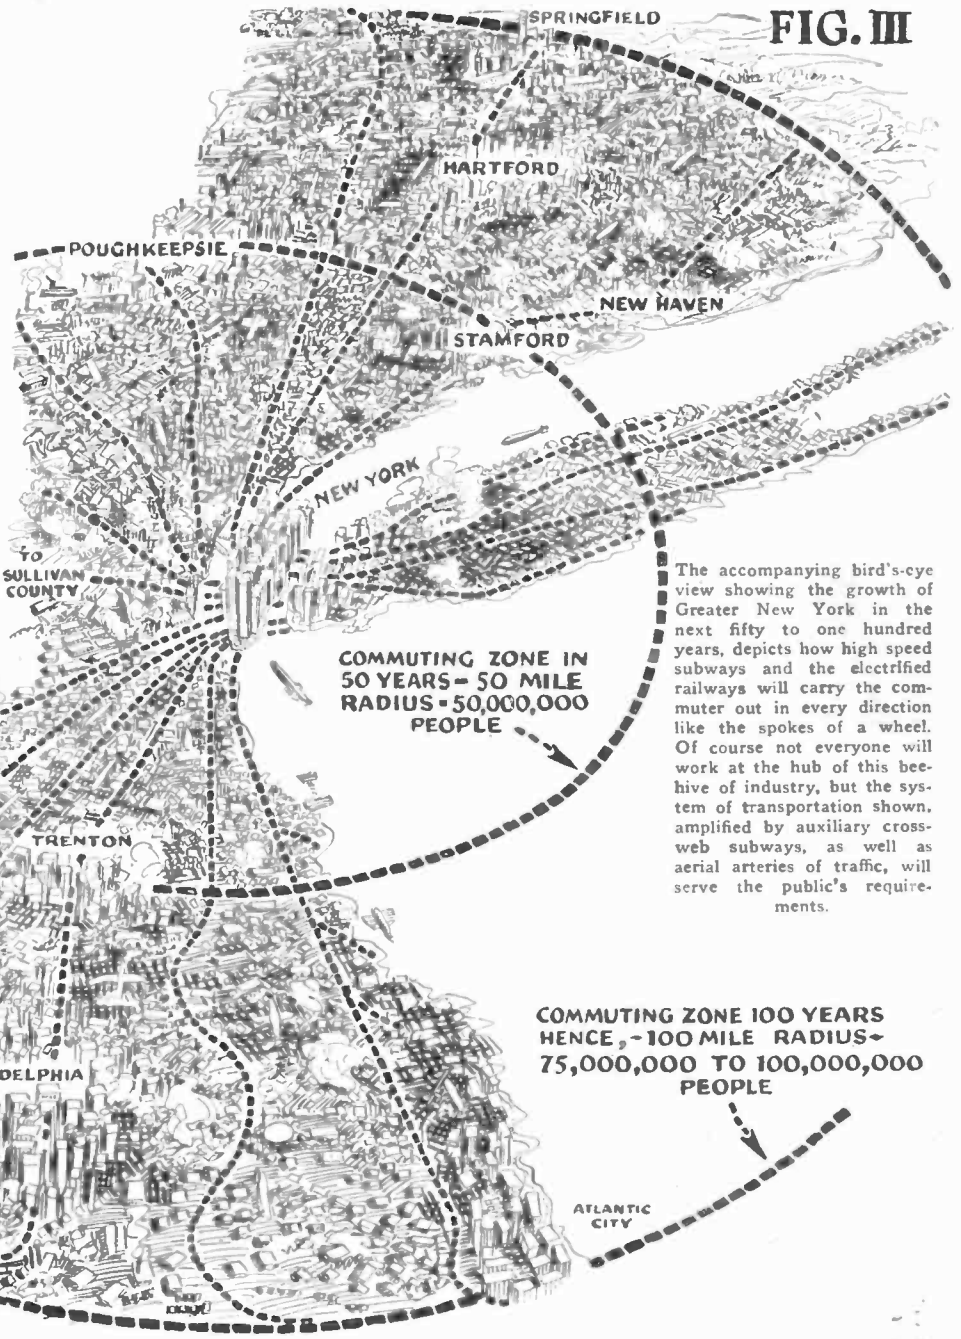 FIG. III
SPRINGFIELD
HARTFORD
POUGHKEEPSIE
NEW HAVEN
STAMFORD
NEW YORK
TO
SULLIVAN
COUNTY
The accompanying bird's-eye
view showing the growth of
Greater New York in the
next fifty to one hundred
years, depicts how high speed
subways and the electrified
railways will carry the com-
muter out in every direction
like the spokes of a wheel.
Of course not everyone will
work at the hub of this bee-
hive of industry, but the sys-
tem of transportation shown,
amplified by auxiliary cross-
web subways, as well as
aerial arteries of traffic, will
serve the public's require-
ments.
COMMUTING ZONE IN
50 YEARS - 50 MILE
RADIUS - 50,000,000
PEOPLE
TRENTON
DELPHIA
COMMUTING ZONE 100 YEARS
HENCE, - 100 MILE RADIUS -
75,000,000 TO 100,000,000
PEOPLE
ATLANTIC
CITY